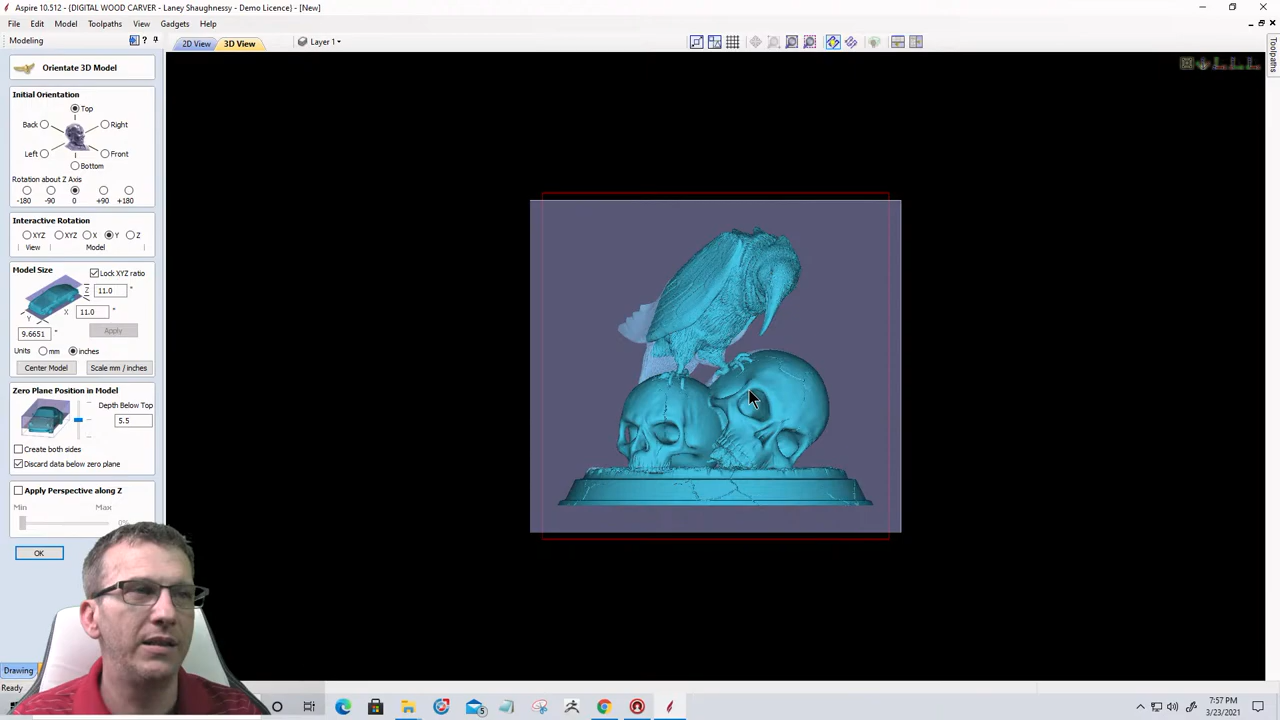 Aspire 10.512 - {DIGITAL WOOD CARVER - Laney Shaughnessy - Demo Licence} - [New]
File Edit Model Toolpaths View Gadgets Help
Modeling
2D View 3D View Layer 1
Toolpaths
Orientate 3D Model
Initial Orientation
Top
Back Right
Left Front
Bottom
Rotation about Z Axis
-180 -90 0 +90 +180
Interactive Rotation
XYZ XYZ X Y Z
View Model
Model Size
Lock XYZ ratio
Z 11.0 "
X 11.0 "
Y
9.6651 "
Apply
Units mm inches
Center Model Scale mm / inches
Zero Plane Position in Model
Depth Below Top
5.5
Create both sides
Discard data below zero plane
Apply Perspective along Z
Min Max
0%
OK
Drawing
Ready
5
7:57 PM
3/23/2021